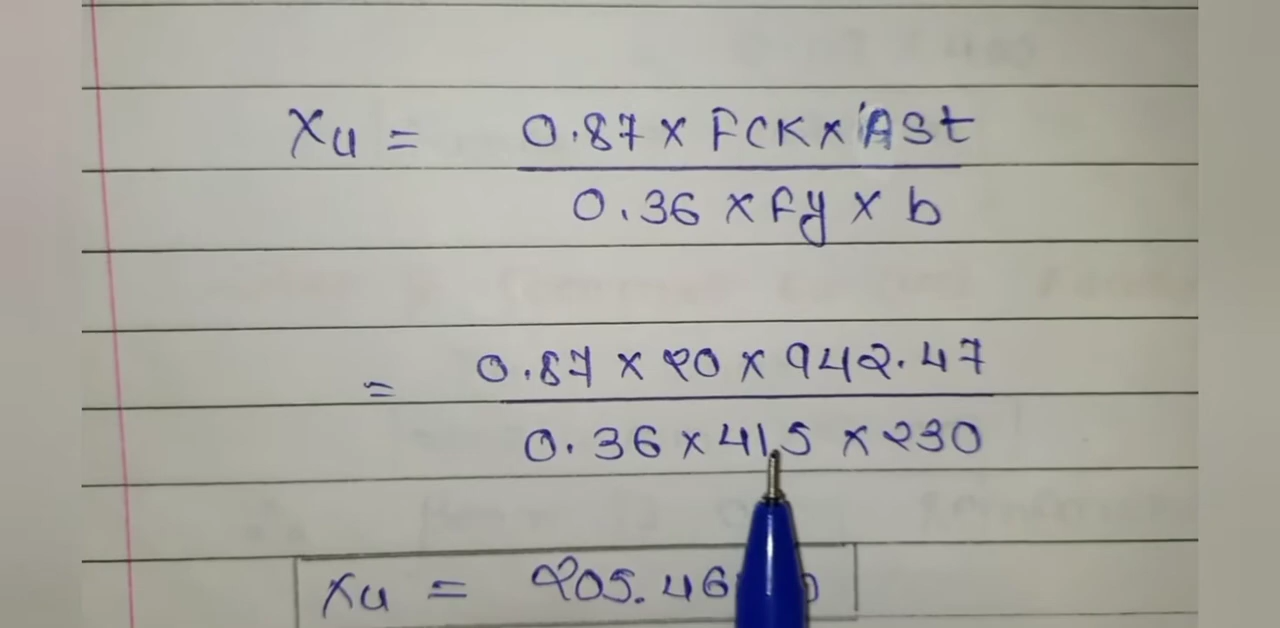 Xu = 0.87 x FCK x Ast
0.36 x Fy x b
= 0.87 x 20 x 942.47
0.36 x 415 x 230
xu = 205.46